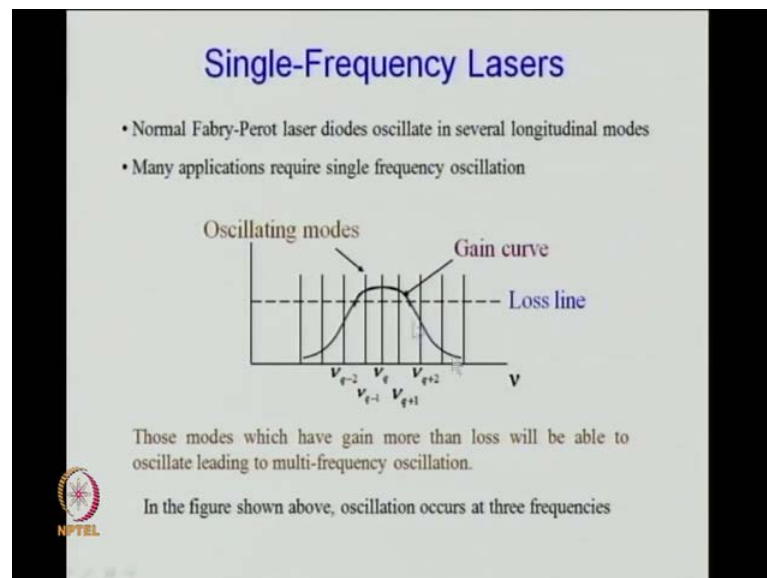 Single-Frequency Lasers
• Normal Fabry-Perot laser diodes oscillate in several longitudinal modes
• Many applications require single frequency oscillation
Oscillating modes
Gain curve
Loss line
ν_{q-2} ν_q ν_{q+2} ν
ν_{q-1} ν_{q+1}
Those modes which have gain more than loss will be able to
oscillate leading to multi-frequency oscillation.
In the figure shown above, oscillation occurs at three frequencies
NPTEL